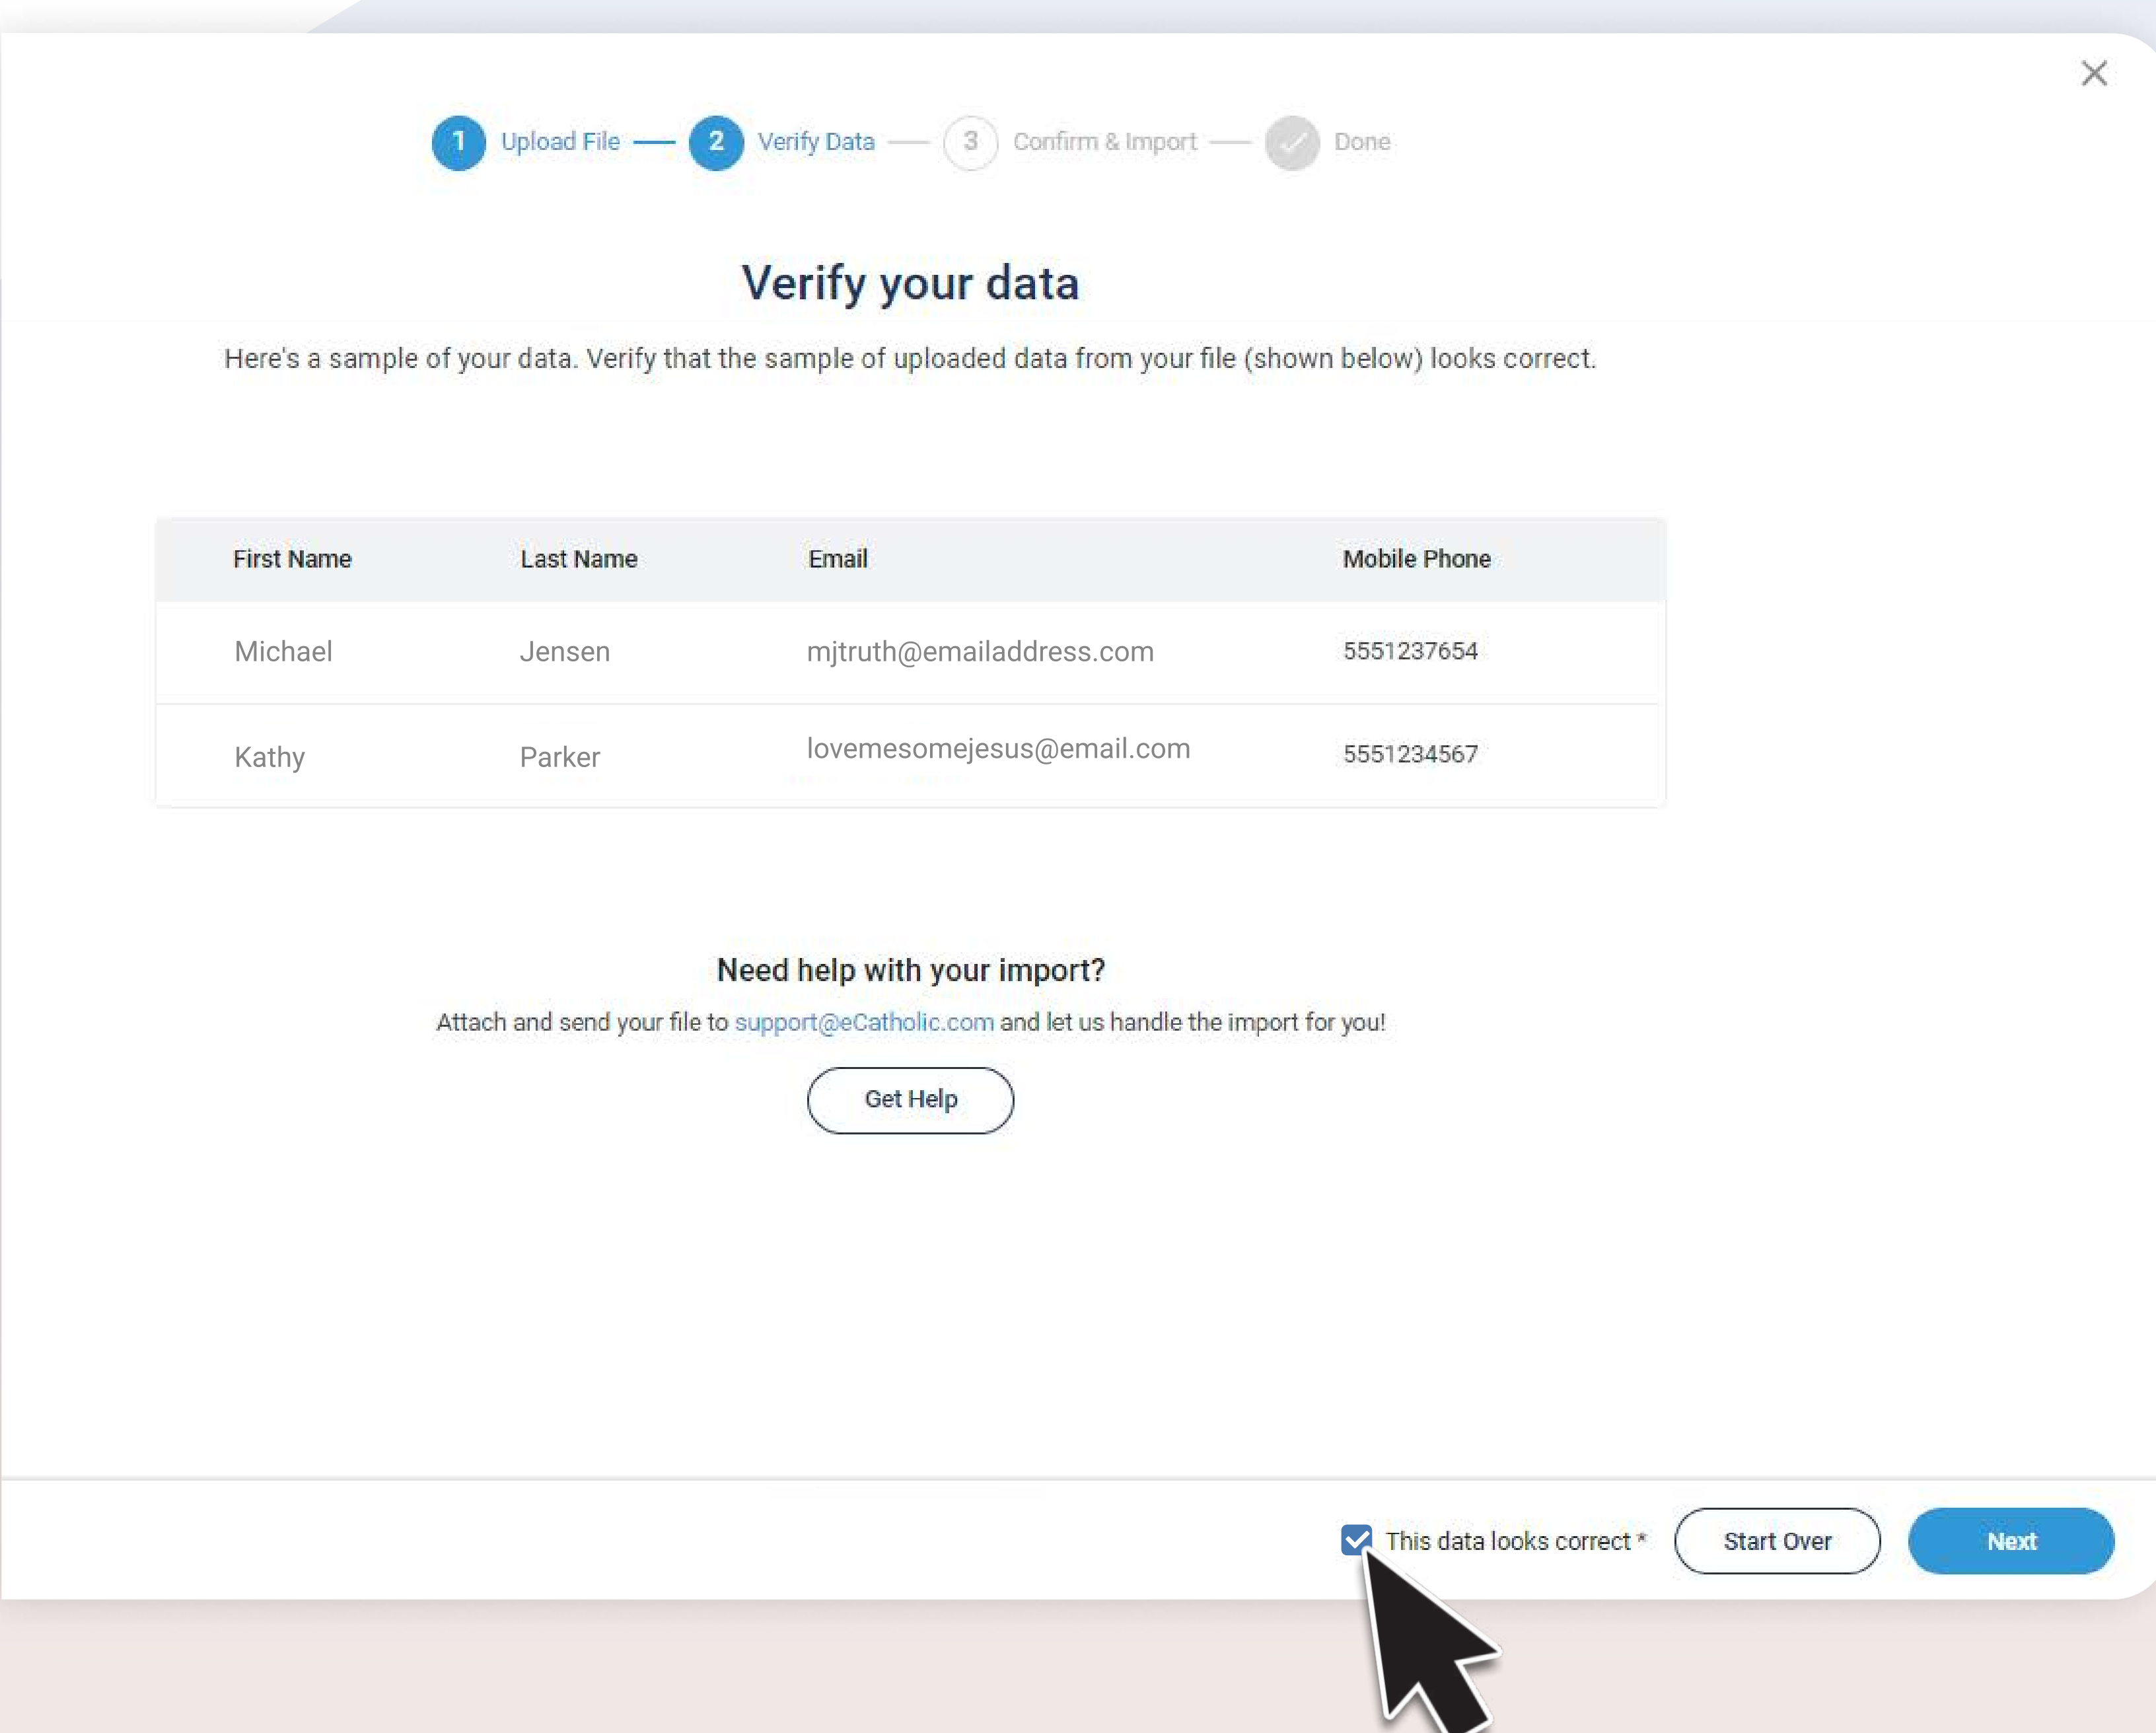 1 Upload File 2 Verify Data 3 Confirm & Import Done
Verify your data
Here's a sample of your data. Verify that the sample of uploaded data from your file (shown below) looks correct.
First Name Last Name Email Mobile Phone
Michael Jensen mjtruth@emailaddress.com 5551237654
Kathy Parker lovemesomejesus@email.com 5551234567
Need help with your import?
Attach and send your file to support@eCatholic.com and let us handle the import for you!
Get Help
This data looks correct * Start Over Next